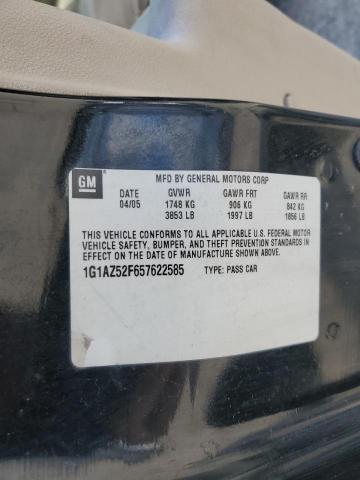 GM
MFD BY GENERAL MOTORS CORP
DATE GVWR GAWR FRT GAWR RR
04/05 1748 KG 906 KG 842 KG
3853 LB 1997 LB 1856 LB
THIS VEHICLE CONFORMS TO ALL APPLICABLE U.S. FEDERAL MOTOR
VEHICLE SAFETY, BUMPER, AND THEFT PREVENTION STANDARDS IN
EFFECT ON THE DATE OF MANUFACTURE SHOWN ABOVE.
1G1AZ52F657622585 TYPE: PASS CAR